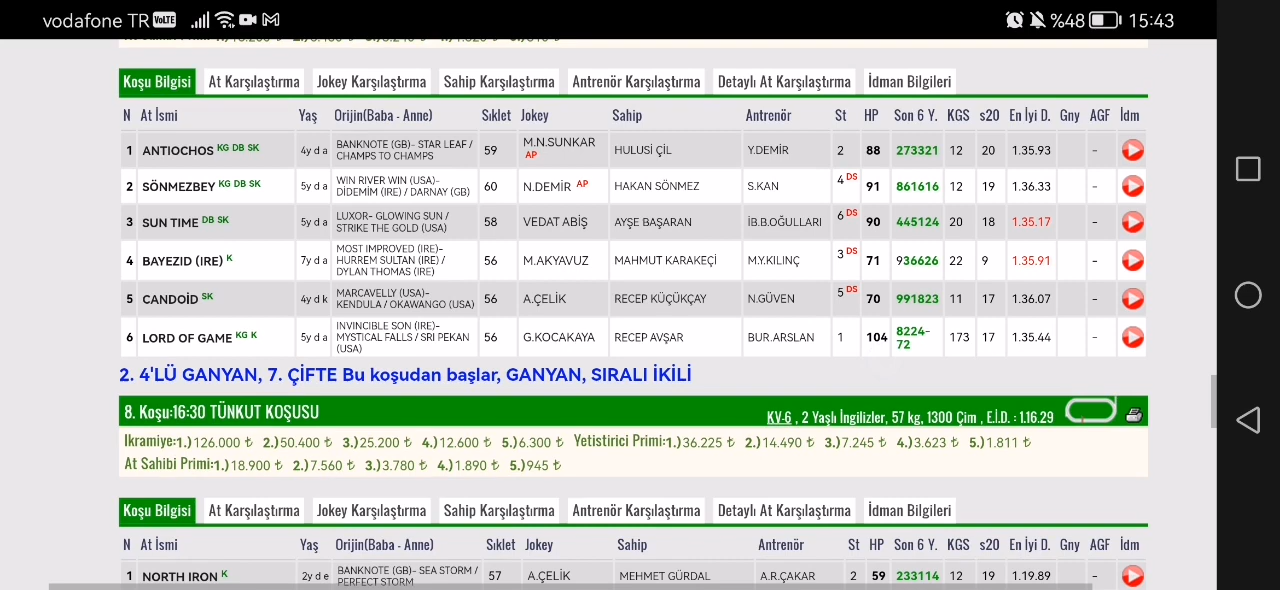 vodafone TR VoLTE %48 15:43
Koşu Bilgisi At Karşılaştırma Jokey Karşılaştırma Sahip Karşılaştırma Antrenör Karşılaştırma Detaylı At Karşılaştırma İdman Bilgileri
N At İsmi Yaş Orijin(Baba - Anne) Sıklet Jokey Sahip Antrenör St HP Son 6 Y. KGS s20 En İyi D. Gny AGF İdm
1 ANTIOCHOS KG DB SK 4y d a BANKNOTE (GB)- STAR LEAF / CHAMPS TO CHAMPS 59 M.N.SUNKAR AP HULUSİ ÇİL Y.DEMİR 2 88 273321 12 20 1.35.93 -
2 SÖNMEZBEY KG DB SK 5y d a WIN RIVER WIN (USA)- DİDEMİM (IRE) / DARNAY (GB) 60 N.DEMİR AP HAKAN SÖNMEZ S.KAN 4 DS 91 861616 12 19 1.36.33 -
3 SUN TIME DB SK 5y d a LUXOR- GLOWING SUN / STRIKE THE GOLD (USA) 58 VEDAT ABİŞ AYŞE BAŞARAN İB.B.OĞULLARI 6 DS 90 445124 20 18 1.35.17 -
4 BAYEZID (IRE) K 7y d a MOST IMPROVED (IRE)- HURREM SULTAN (IRE) / DYLAN THOMAS (IRE) 56 M.AKYAVUZ MAHMUT KARAKEÇİ M.Y.KILINÇ 3 DS 71 936626 22 9 1.35.91 -
5 CANDOİD SK 4y d k MARCAVELLY (USA)- KENDULA / OKAWANGO (USA) 56 A.ÇELİK RECEP KÜÇÜKÇAY N.GÜVEN 5 DS 70 991823 11 17 1.36.07 -
6 LORD OF GAME KG K 5y d a INVINCIBLE SON (IRE)- MYSTICAL FALLS / SRI PEKAN (USA) 56 G.KOCAKAYA RECEP AVŞAR BUR.ARSLAN 1 104 8224-72 173 17 1.35.44 -
2. 4'LÜ GANYAN, 7. ÇİFTE Bu koşudan başlar, GANYAN, SIRALI İKİLİ
8. Koşu:16:30 TÜNKUT KOŞUSU KV-6 , 2 Yaşlı İngilizler, 57 kg, 1300 Çim , E.İ.D. : 1.16.29
Ikramiye:1.)126.000 ₺ 2.)50.400 ₺ 3.)25.200 ₺ 4.)12.600 ₺ 5.)6.300 ₺ Yetistirici Primi:1.)36.225 ₺ 2.)14.490 ₺ 3.)7.245 ₺ 4.)3.623 ₺ 5.)1.811 ₺
At Sahibi Primi:1.)18.900 ₺ 2.)7.560 ₺ 3.)3.780 ₺ 4.)1.890 ₺ 5.)945 ₺
Koşu Bilgisi At Karşılaştırma Jokey Karşılaştırma Sahip Karşılaştırma Antrenör Karşılaştırma Detaylı At Karşılaştırma İdman Bilgileri
N At İsmi Yaş Orijin(Baba - Anne) Sıklet Jokey Sahip Antrenör St HP Son 6 Y. KGS s20 En İyi D. Gny AGF İdm
1 NORTH IRON K 2y d e BANKNOTE (GB)- SEA STORM / PERFECT STORM 57 A.ÇELİK MEHMET GÜRDAL A.R.ÇAKAR 2 59 233114 12 19 1.19.89 -